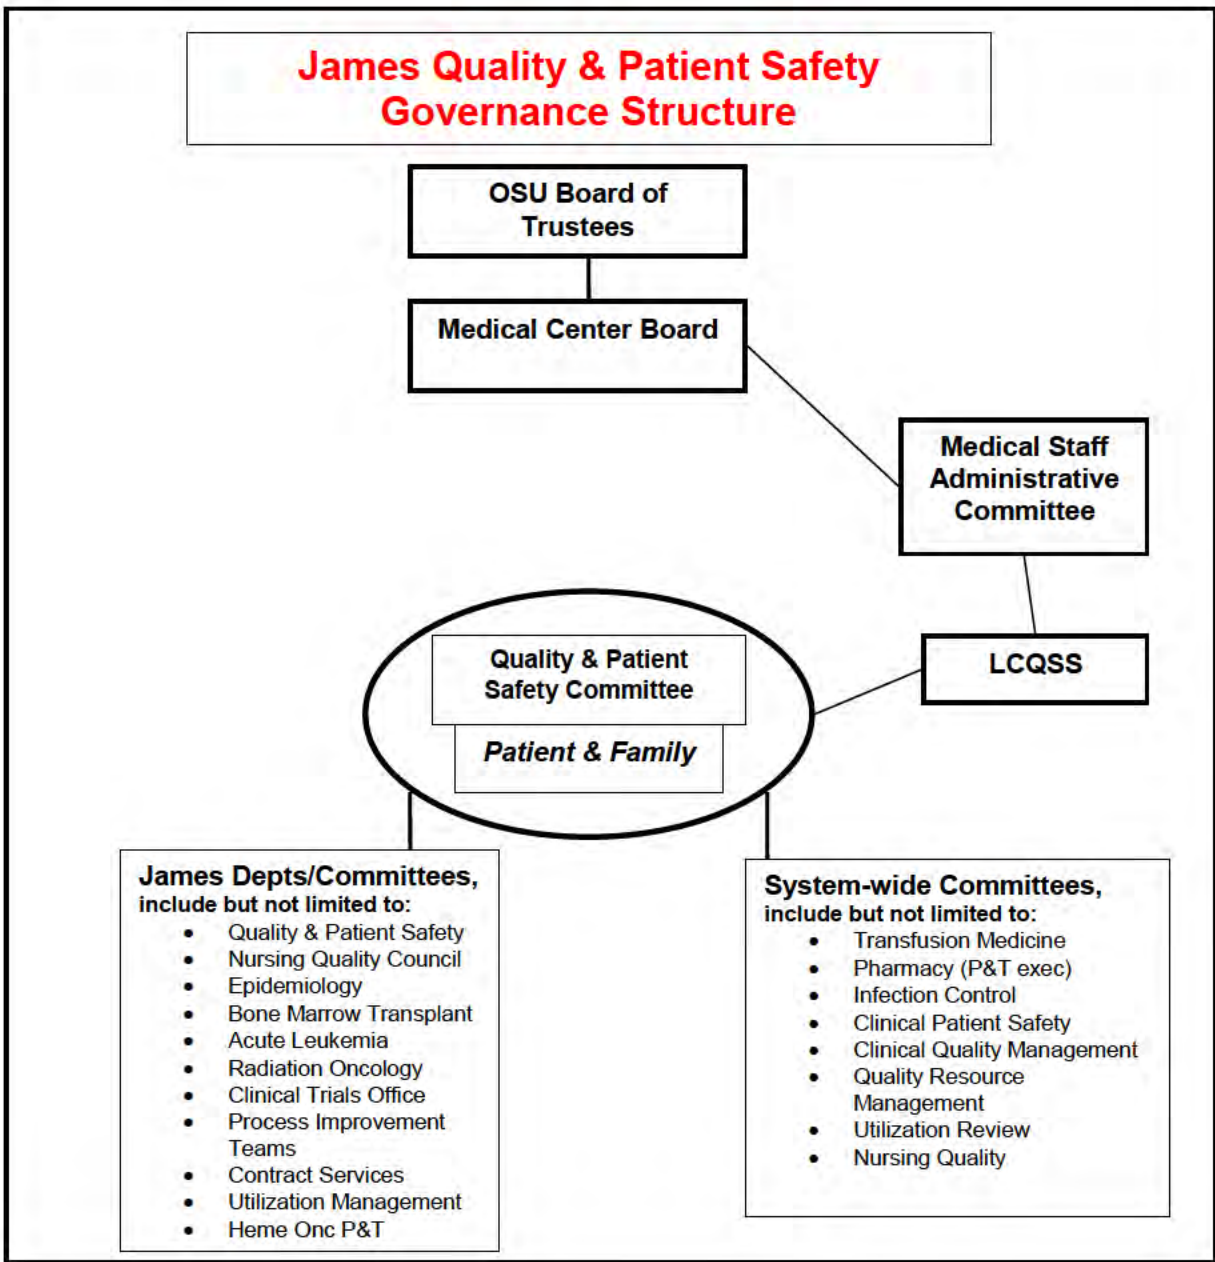 James Quality & Patient Safety
Governance Structure
OSU Board of
Trustees
Medical Center Board
Medical Staff
Administrative
Committee
LCQSS
Quality & Patient
Safety Committee
Patient & Family
James Depts/Committees,
include but not limited to:
• Quality & Patient Safety
• Nursing Quality Council
• Epidemiology
• Bone Marrow Transplant
• Acute Leukemia
• Radiation Oncology
• Clinical Trials Office
• Process Improvement
Teams
• Contract Services
• Utilization Management
• Heme Onc P&T
System-wide Committees,
include but not limited to:
• Transfusion Medicine
• Pharmacy (P&T exec)
• Infection Control
• Clinical Patient Safety
• Clinical Quality Management
• Quality Resource
Management
• Utilization Review
• Nursing Quality